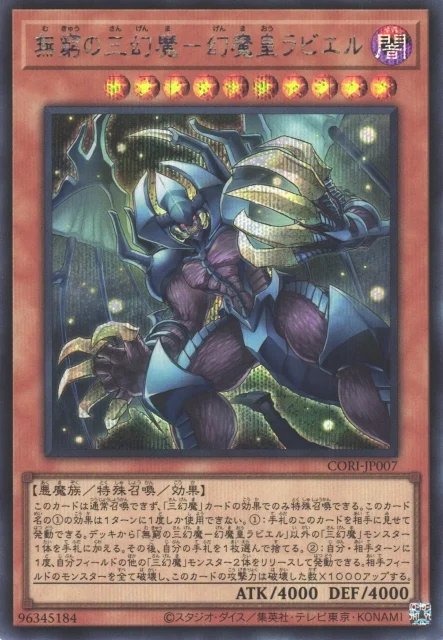 無窮の三幻魔－幻魔皇ラビエル
闇
CORI-JP007
【悪魔族／特殊召喚／効果】
このカードは通常召喚できず、「三幻魔」カードの効果でのみ特殊召喚できる。このカード
名の①の効果は１ターンに１度しか使用できない。①：手札のこのカードを相手に見せて
発動できる。デッキから「無窮の三幻魔－幻魔皇ラビエル」以外の「三幻魔」モンスター
１体を手札に加える。その後、自分の手札を１枚選んで捨てる。②：自分・相手ターンに
１度、自分フィールドの他の「三幻魔」モンスター２体をリリースして発動できる。相手フィ
ールドのモンスターを全て破壊し、このカードの攻撃力は破壊した数×１０００アップする。
ATK/4000 DEF/4000
96345184
©スタジオ・ダイス／集英社・テレビ東京・KONAMI